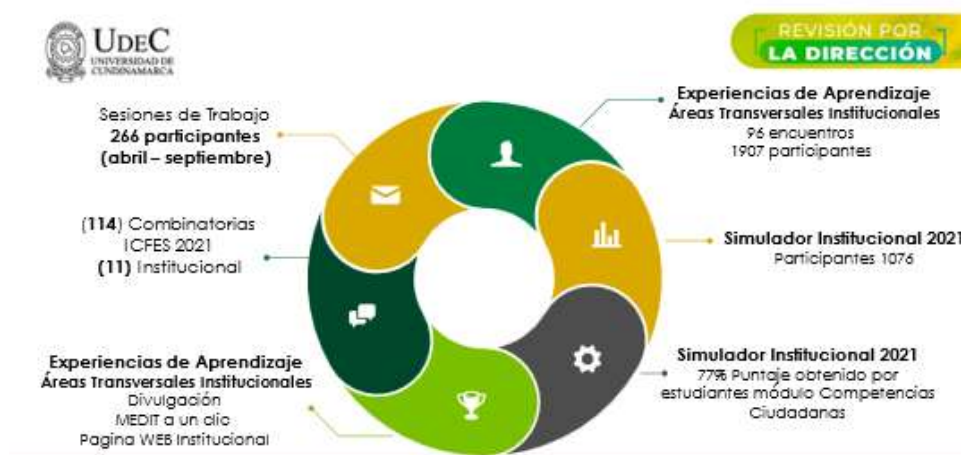 UDEC
UNIVERSIDAD DE
CUNDINAMARCA
REVISIÓN POR
LA DIRECCIÓN
Sesiones de Trabajo
266 participantes
(abril – septiembre)
Experiencias de Aprendizaje
Áreas Transversales Institucionales
96 encuentros
1907 participantes
(114) Combinatorias
ICFES 2021
(11) Institucional
Simulador Institucional 2021
Participantes 1076
Experiencias de Aprendizaje
Áreas Transversales Institucionales
Divulgación
MEDIT a un clic
Pagina WEB Institucional
Simulador Institucional 2021
77% Puntaje obtenido por
estudiantes módulo Competencias
Ciudadanas